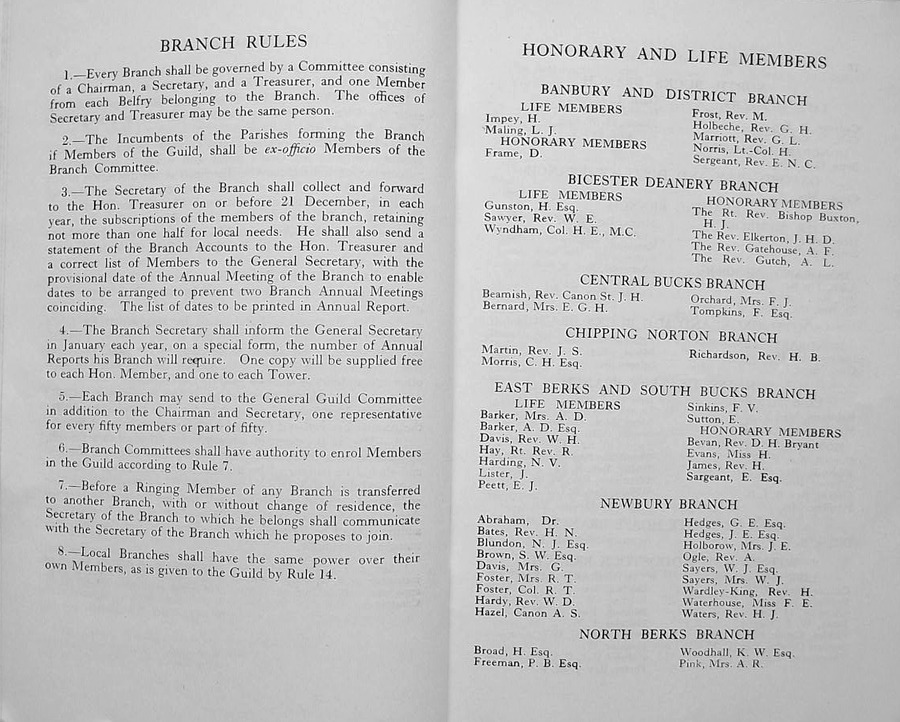 BRANCH RULES
1.—Every Branch shall be governed by a Committee consisting
of a Chairman, a Secretary, and a Treasurer, and one Member
from each Belfry belonging to the Branch. The offices of
Secretary and Treasurer may be the same person.
2.—The Incumbents of the Parishes forming the Branch
if Members of the Guild, shall be ex-officio Members of the
Branch Committee.
3.—The Secretary of the Branch shall collect and forward
to the Hon. Treasurer on or before 21 December, in each
year, the subscriptions of the members of the branch, retaining
not more than one half for local needs. He shall also send a
statement of the Branch Accounts to the Hon. Treasurer and
a correct list of Members to the General Secretary, with the
provisional date of the Annual Meeting of the Branch to enable
dates to be arranged to prevent two Branch Annual Meetings
coinciding. The list of dates to be printed in Annual Report.
4.—The Branch Secretary shall inform the General Secretary
in January each year, on a special form, the number of Annual
Reports his Branch will require. One copy will be supplied free
to each Hon. Member, and one to each Tower.
5.—Each Branch may send to the General Guild Committee
in addition to the Chairman and Secretary, one representative
for every fifty members or part of fifty.
6.—Branch Committees shall have authority to enrol Members
in the Guild according to Rule 7.
7.—Before a Ringing Member of any Branch is transferred
to another Branch, with or without change of residence, the
Secretary of the Branch to which he belongs shall communicate
with the Secretary of the Branch which he proposes to join.
8.—Local Branches shall have the same power over their
own Members, as is given to the Guild by Rule 14.
HONORARY AND LIFE MEMBERS
BANBURY AND DISTRICT BRANCH
LIFE MEMBERS
Impey, H.
Maling, L. J.
HONORARY MEMBERS
Frame, D.
Frost, Rev. M.
Holbeche, Rev. G. H.
Marriott, Rev. G. L.
Norris, Lt.-Col. H.
Sergeant, Rev. E. N. C.
BICESTER DEANERY BRANCH
LIFE MEMBERS
Gunston, H. Esq.
Sawyer, Rev. W. E.
Wyndham, Col. H. E., M.C.
HONORARY MEMBERS
The Rt. Rev. Bishop Buxton,
H. J.
The Rev. Elkerton, J. H. D.
The Rev. Gatehouse, A. F.
The Rev. Gutch, A. L.
CENTRAL BUCKS BRANCH
Beamish, Rev. Canon St. J. H.
Bernard, Mrs. E. G. H.
Orchard, Mrs. F. J.
Tompkins, F. Esq.
CHIPPING NORTON BRANCH
Martin, Rev. J. S.
Morris, C. H. Esq.
Richardson, Rev. H. B.
EAST BERKS AND SOUTH BUCKS BRANCH
LIFE MEMBERS
Barker, Mrs. A. D.
Barker, A. D. Esq.
Davis, Rev. W. H.
Hay, Rt. Rev. R.
Harding, N. V.
Lister, J.
Peett, E. J.
Sinkins, F. V.
Sutton, E.
HONORARY MEMBERS
Bevan, Rev. D. H. Bryant
Evans, Miss H.
James, Rev. H.
Sargeant, E. Esq.
NEWBURY BRANCH
Abraham, Dr.
Bates, Rev. H. N.
Blundon, N. J. Esq.
Brown, S. W. Esq.
Davis, Mrs. G.
Foster, Mrs. R. T.
Foster, Col. R. T.
Hardy, Rev. W. D.
Hazel, Canon A. S.
Hedges, G. E. Esq.
Hedges, J. E. Esq.
Holborow, Mrs. J. E.
Ogle, Rev. A.
Sayers, W. J. Esq.
Sayers, Mrs. W. J.
Wardley-King, Rev. H.
Waterhouse, Miss F. E.
Waters, Rev. H. J.
NORTH BERKS BRANCH
Broad, H. Esq.
Freeman, P. B. Esq.
Woodhall, K. W. Esq.
Pink, Mrs. A. R.